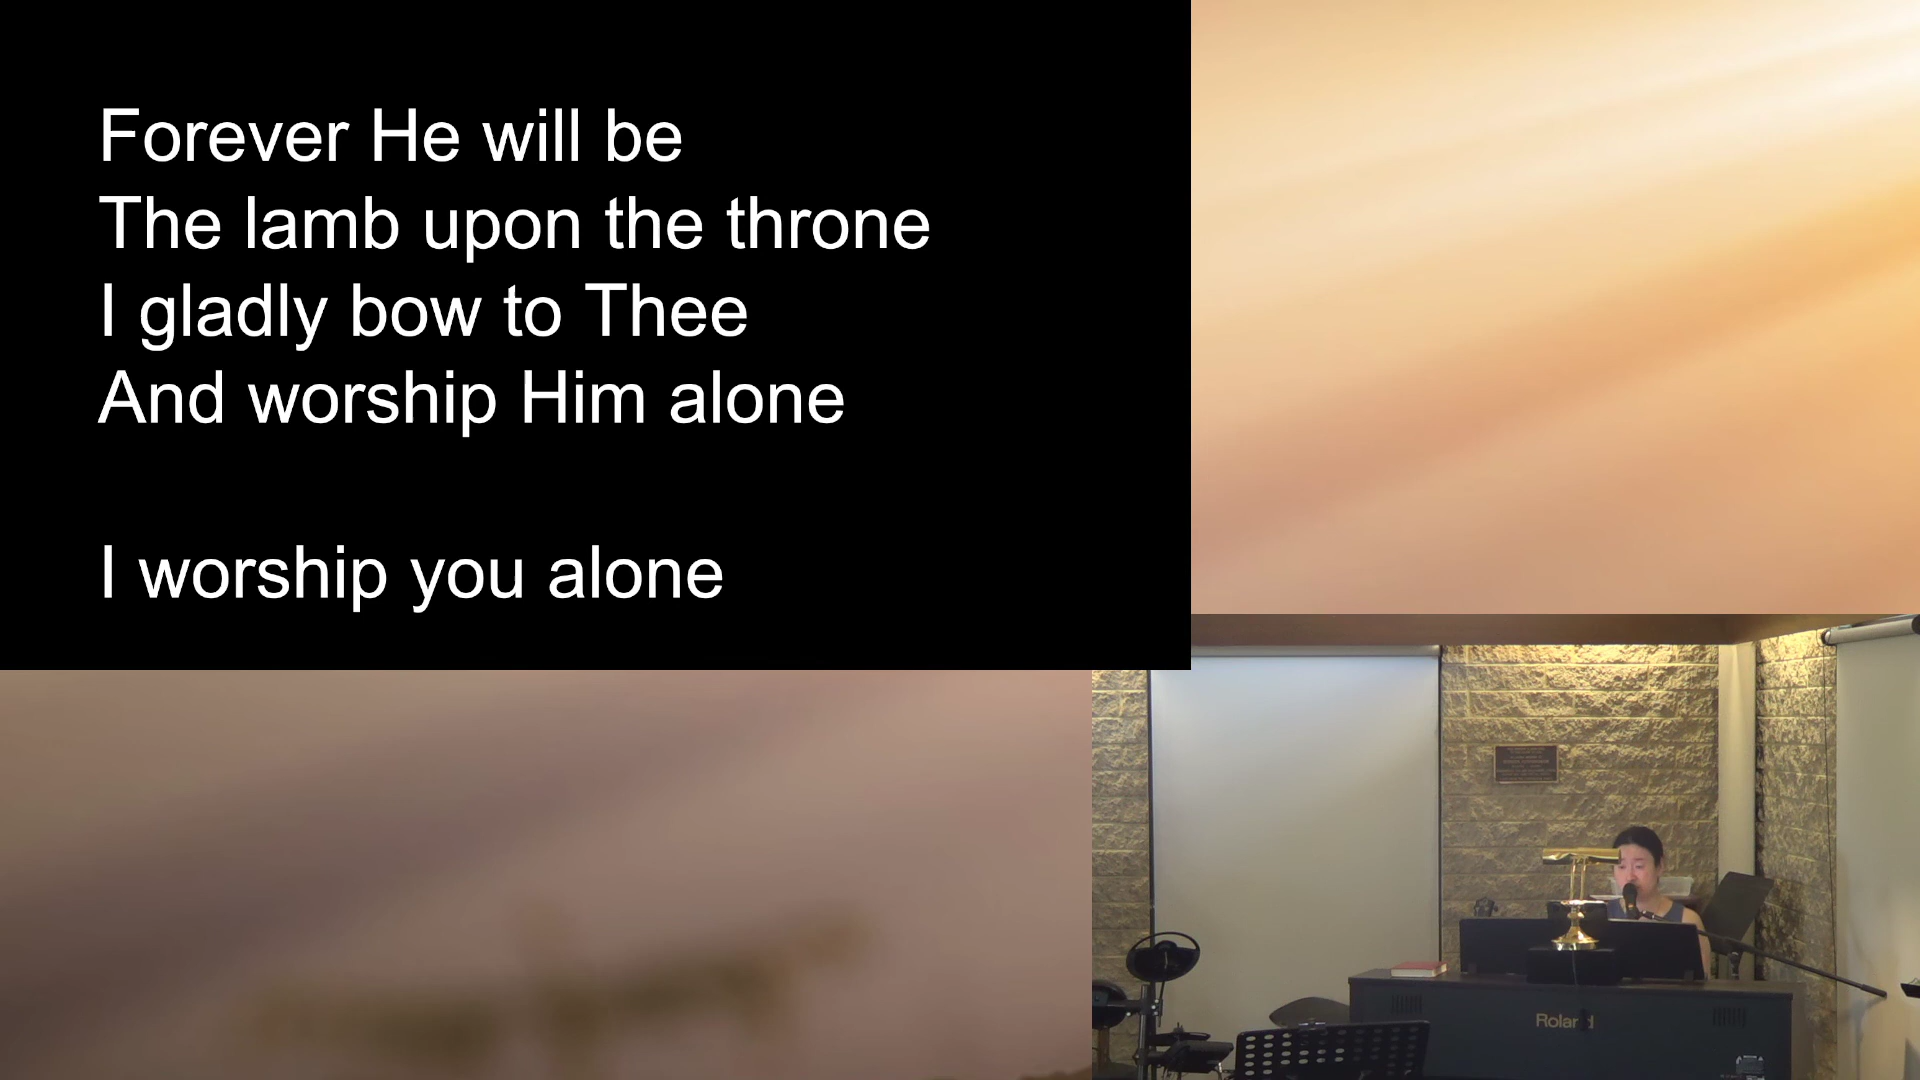 Forever He will be
The lamb upon the throne
I gladly bow to Thee
And worship Him alone
I worship you alone
Roland